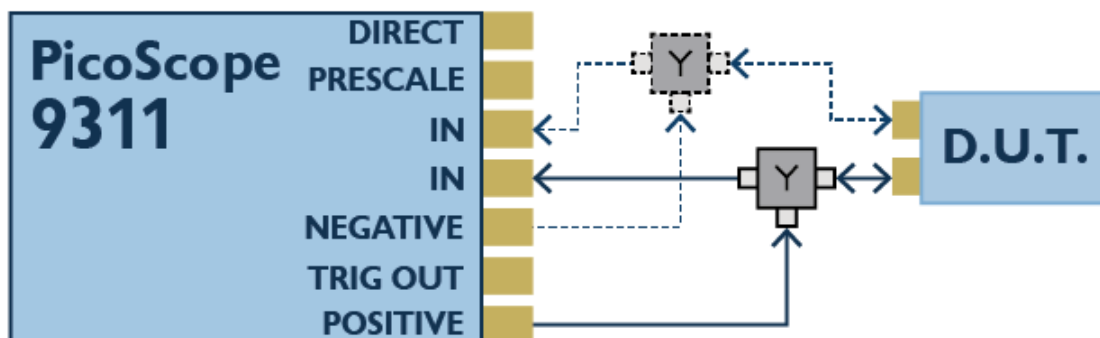 PicoScope
9311
DIRECT
PRESCALE
IN
IN
NEGATIVE
TRIG OUT
POSITIVE
Y
Y
D.U.T.